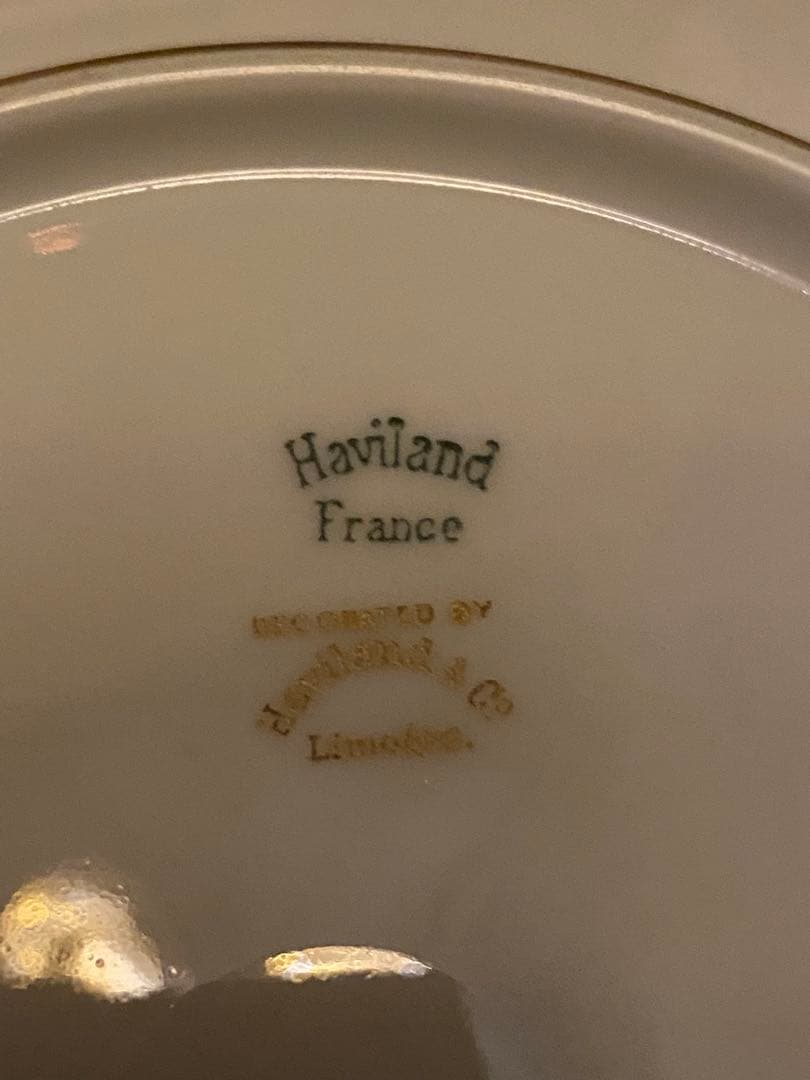 Haviland
France
DECORATED BY
Haviland & Co
Limoges.